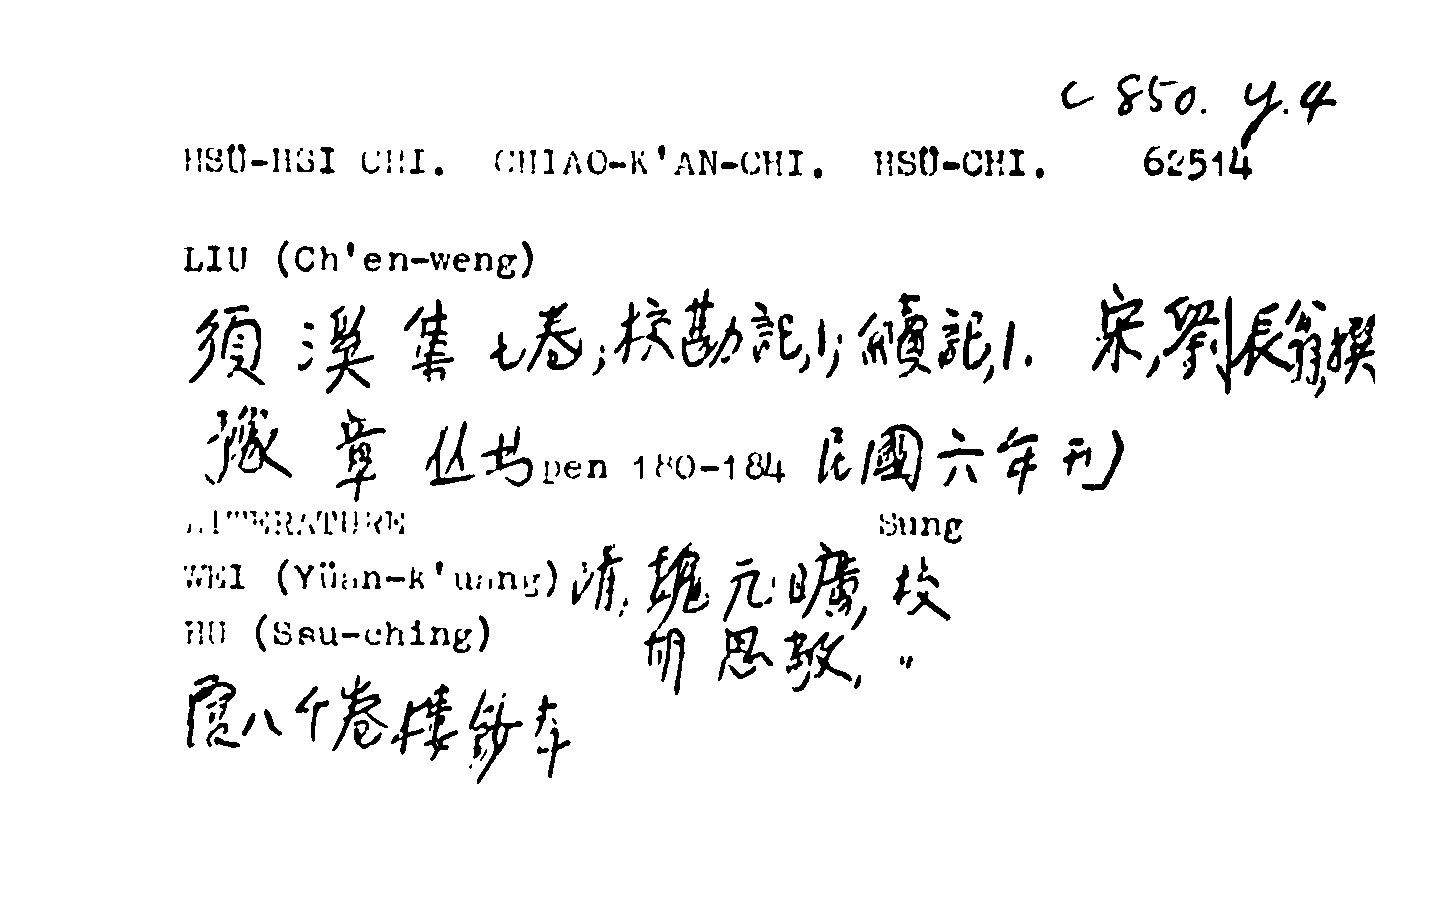 C 850. y.4
HSÜ-HSI CHI. CHIAO-K'AN-CHI. HSÜ-CHI. 62514
LIU (Ch'en-weng)
須溪集七卷;校勘記,1;續記,1. 宋,劉辰翁,撰
豫章丛书 pen 180-184 民國六年刊)
LITERATURE Sung
WEI (Yüan-k'uang) 清,魏元曠,校
HU (Ssu-ching) 胡思敬, "
八千卷樓鈔本